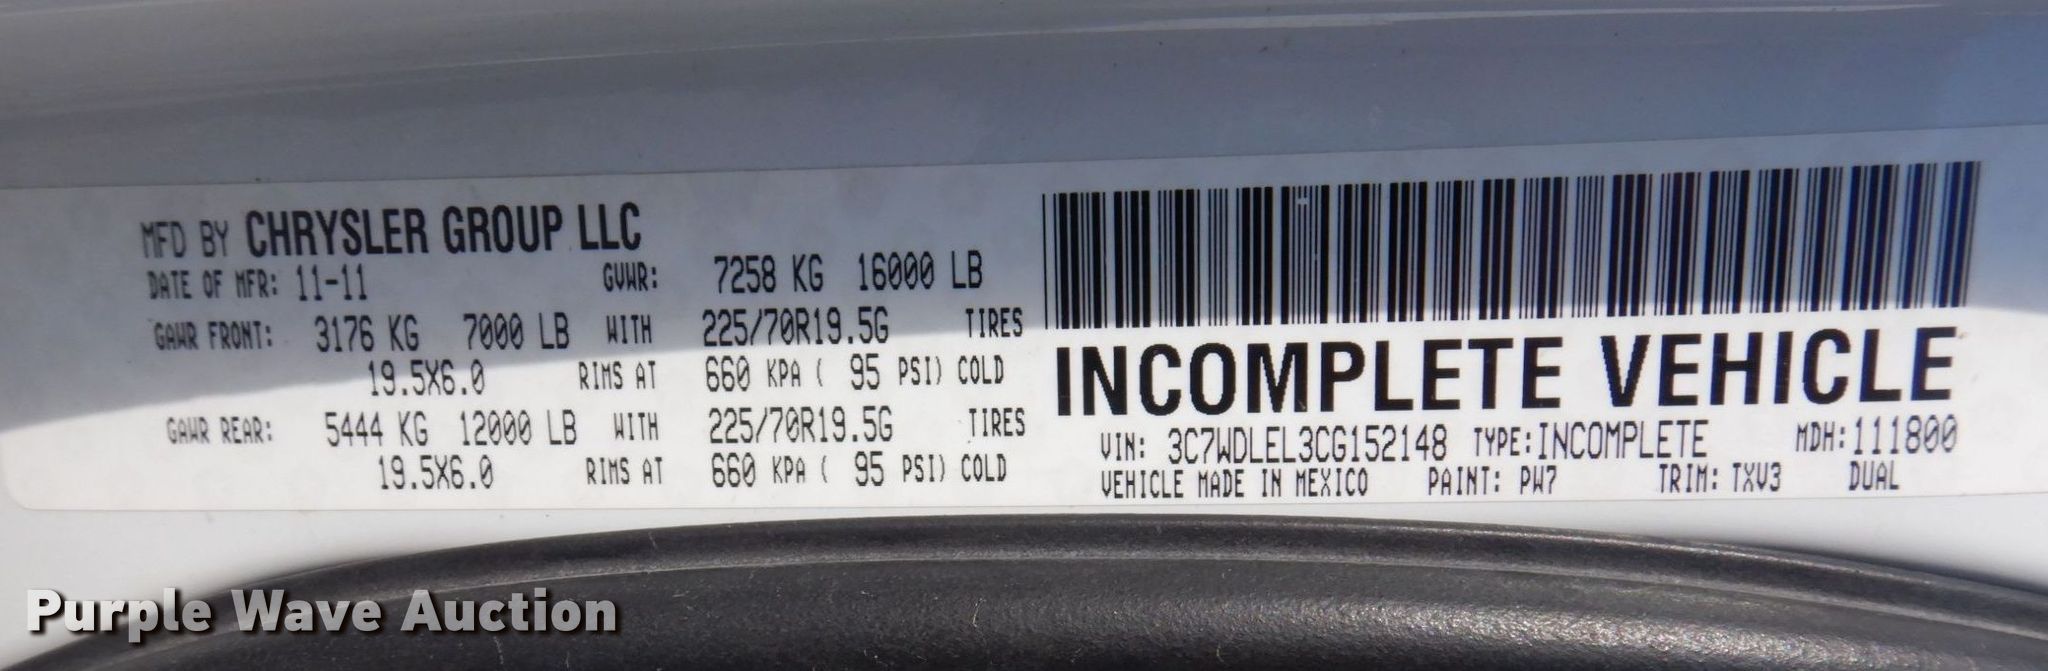 MFD BY CHRYSLER GROUP LLC
DATE OF MFR: 11-11 GVWR: 7258 KG 16000 LB
GAWR FRONT: 3176 KG 7000 LB WITH 225/70R19.5G TIRES
19.5X6.0 RIMS AT 660 KPA ( 95 PSI) COLD
GAWR REAR: 5444 KG 12000 LB WITH 225/70R19.5G TIRES
19.5X6.0 RIMS AT 660 KPA ( 95 PSI) COLD
INCOMPLETE VEHICLE
VIN: 3C7WDLEL3CG152148 TYPE:INCOMPLETE MDH:111800
VEHICLE MADE IN MEXICO PAINT: PW7 TRIM: TXV3 DUAL
Purple Wave Auction